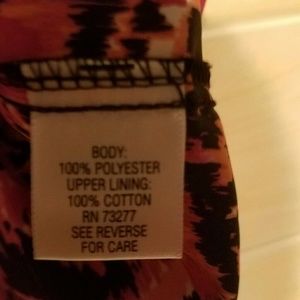 BODY:
100% POLYESTER
UPPER LINING:
100% COTTON
RN 73277
SEE REVERSE
FOR CARE